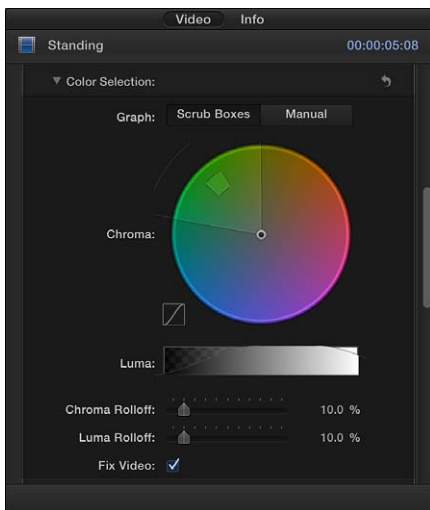 Video Info
Standing 00:00:05:08
Color Selection:
Graph: Scrub Boxes Manual
Chroma:
Luma:
Chroma Rolloff: 10.0 %
Luma Rolloff: 10.0 %
Fix Video: